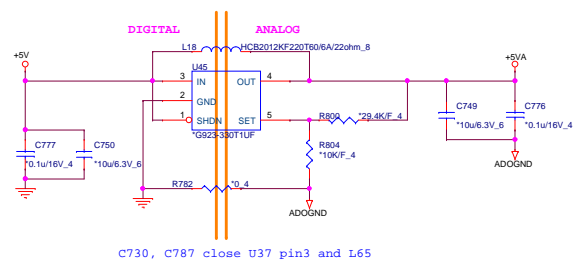 DIGITAL ANALOG
L18 HCB2012KF220T60/6A/22ohm_8
+5V U45 +5VA
3 IN OUT 4
2 GND
1 SHDN SET 5
*G923-330T1UF
R800 *29.4K/F_4
C749 *10u/6.3V_6
C776 *0.1u/16V_4
C777 *0.1u/16V_4
C750 *10u/6.3V_6
R804 *10K/F_4
R782 *0_4
ADOGND
ADOGND
C730, C787 close U37 pin3 and L65